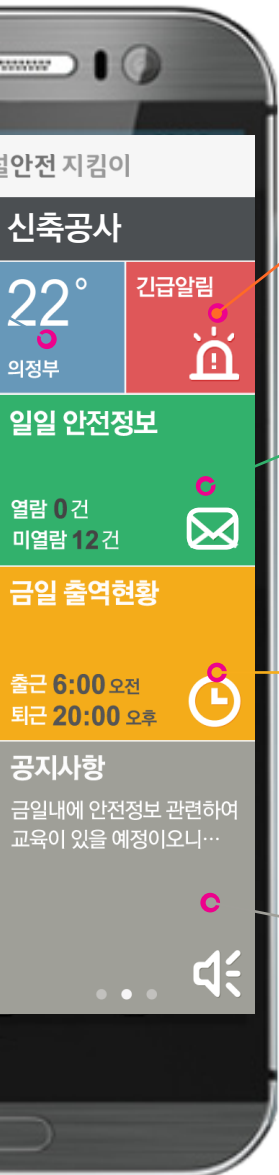 안전 지킴이
신축공사
22°
의정부
긴급알림
일일 안전정보
열람 0건
미열람 12건
금일 출역현황
출근 6:00 오전
퇴근 20:00 오후
공지사항
금일내에 안전정보 관련하여
교육이 있을 예정이오니…